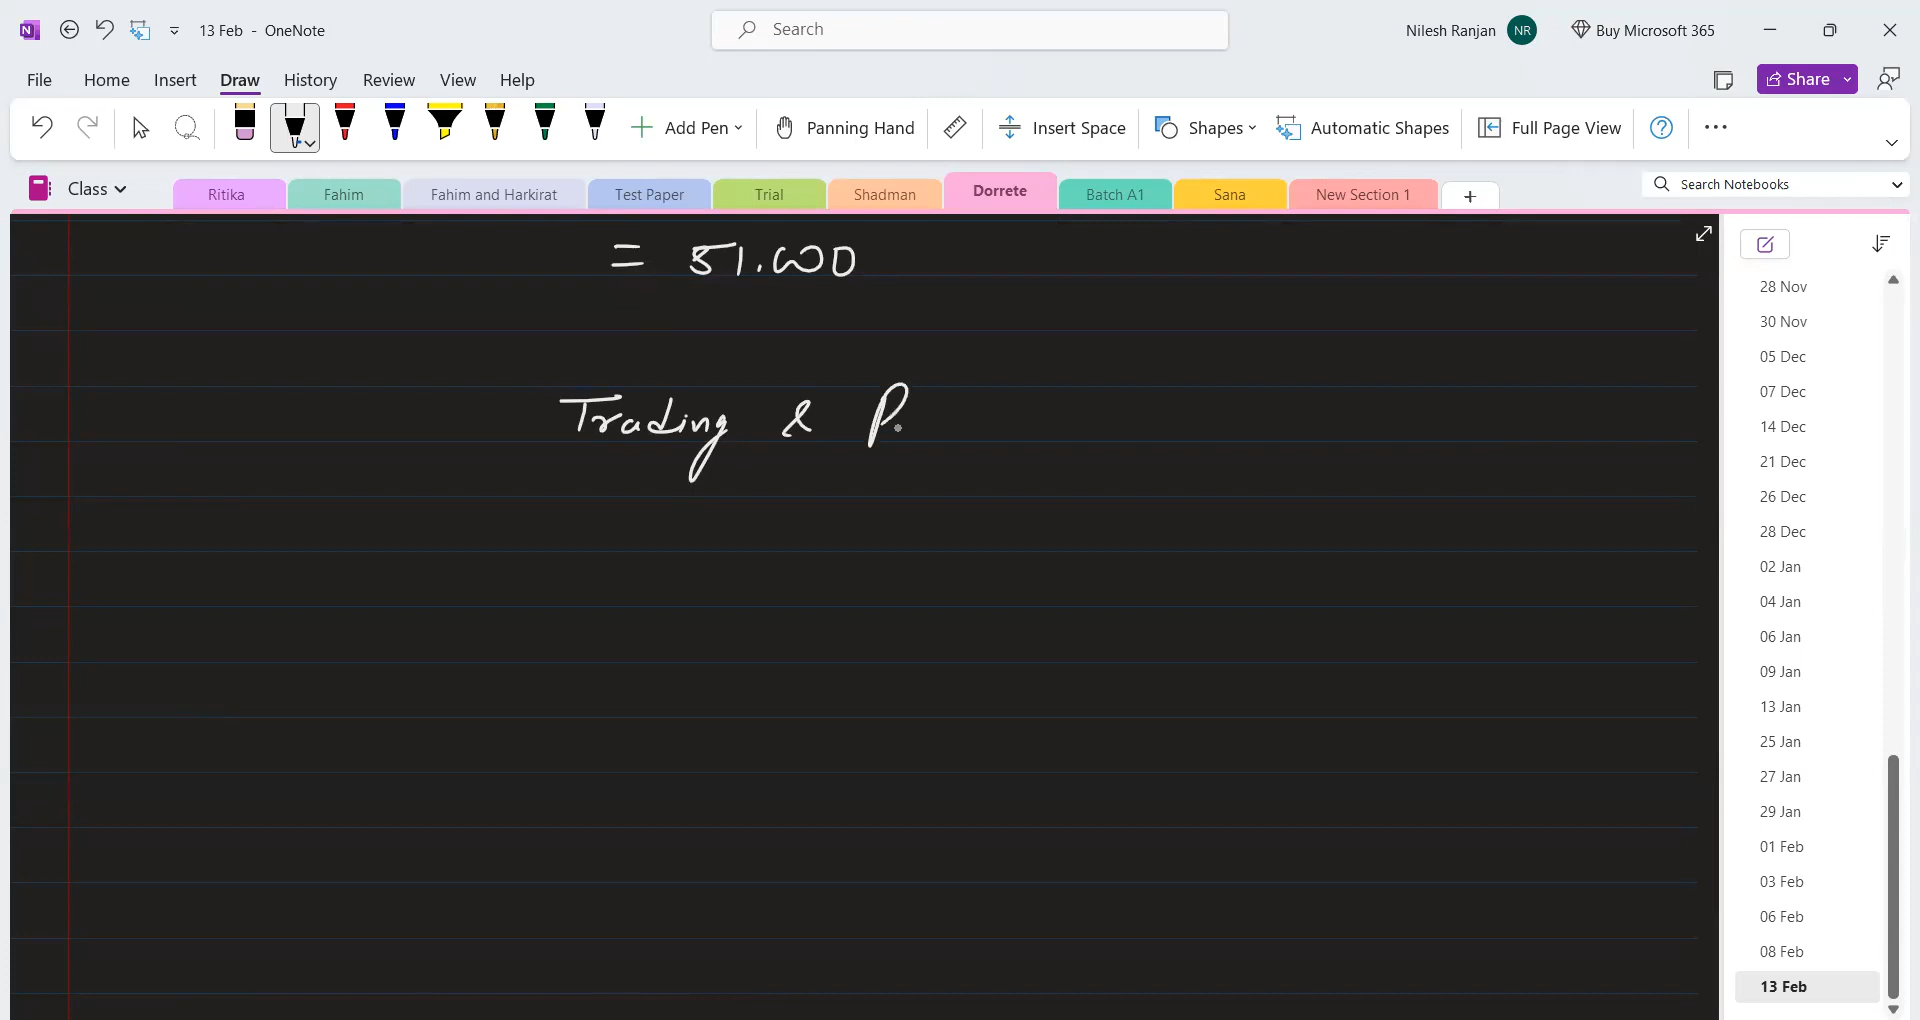 13 Feb - OneNote
Search
Nilesh Ranjan NR
Buy Microsoft 365
File Home Insert Draw History Review View Help
Share
Add Pen Panning Hand Insert Space Shapes Automatic Shapes Full Page View
Class
Ritika Fahim Fahim and Harkirat Test Paper Trial Shadman Dorrete Batch A1 Sana New Section 1 +
Search Notebooks
= 51.000
Trading & P
28 Nov
30 Nov
05 Dec
07 Dec
14 Dec
21 Dec
26 Dec
28 Dec
02 Jan
04 Jan
06 Jan
09 Jan
13 Jan
25 Jan
27 Jan
29 Jan
01 Feb
03 Feb
06 Feb
08 Feb
13 Feb